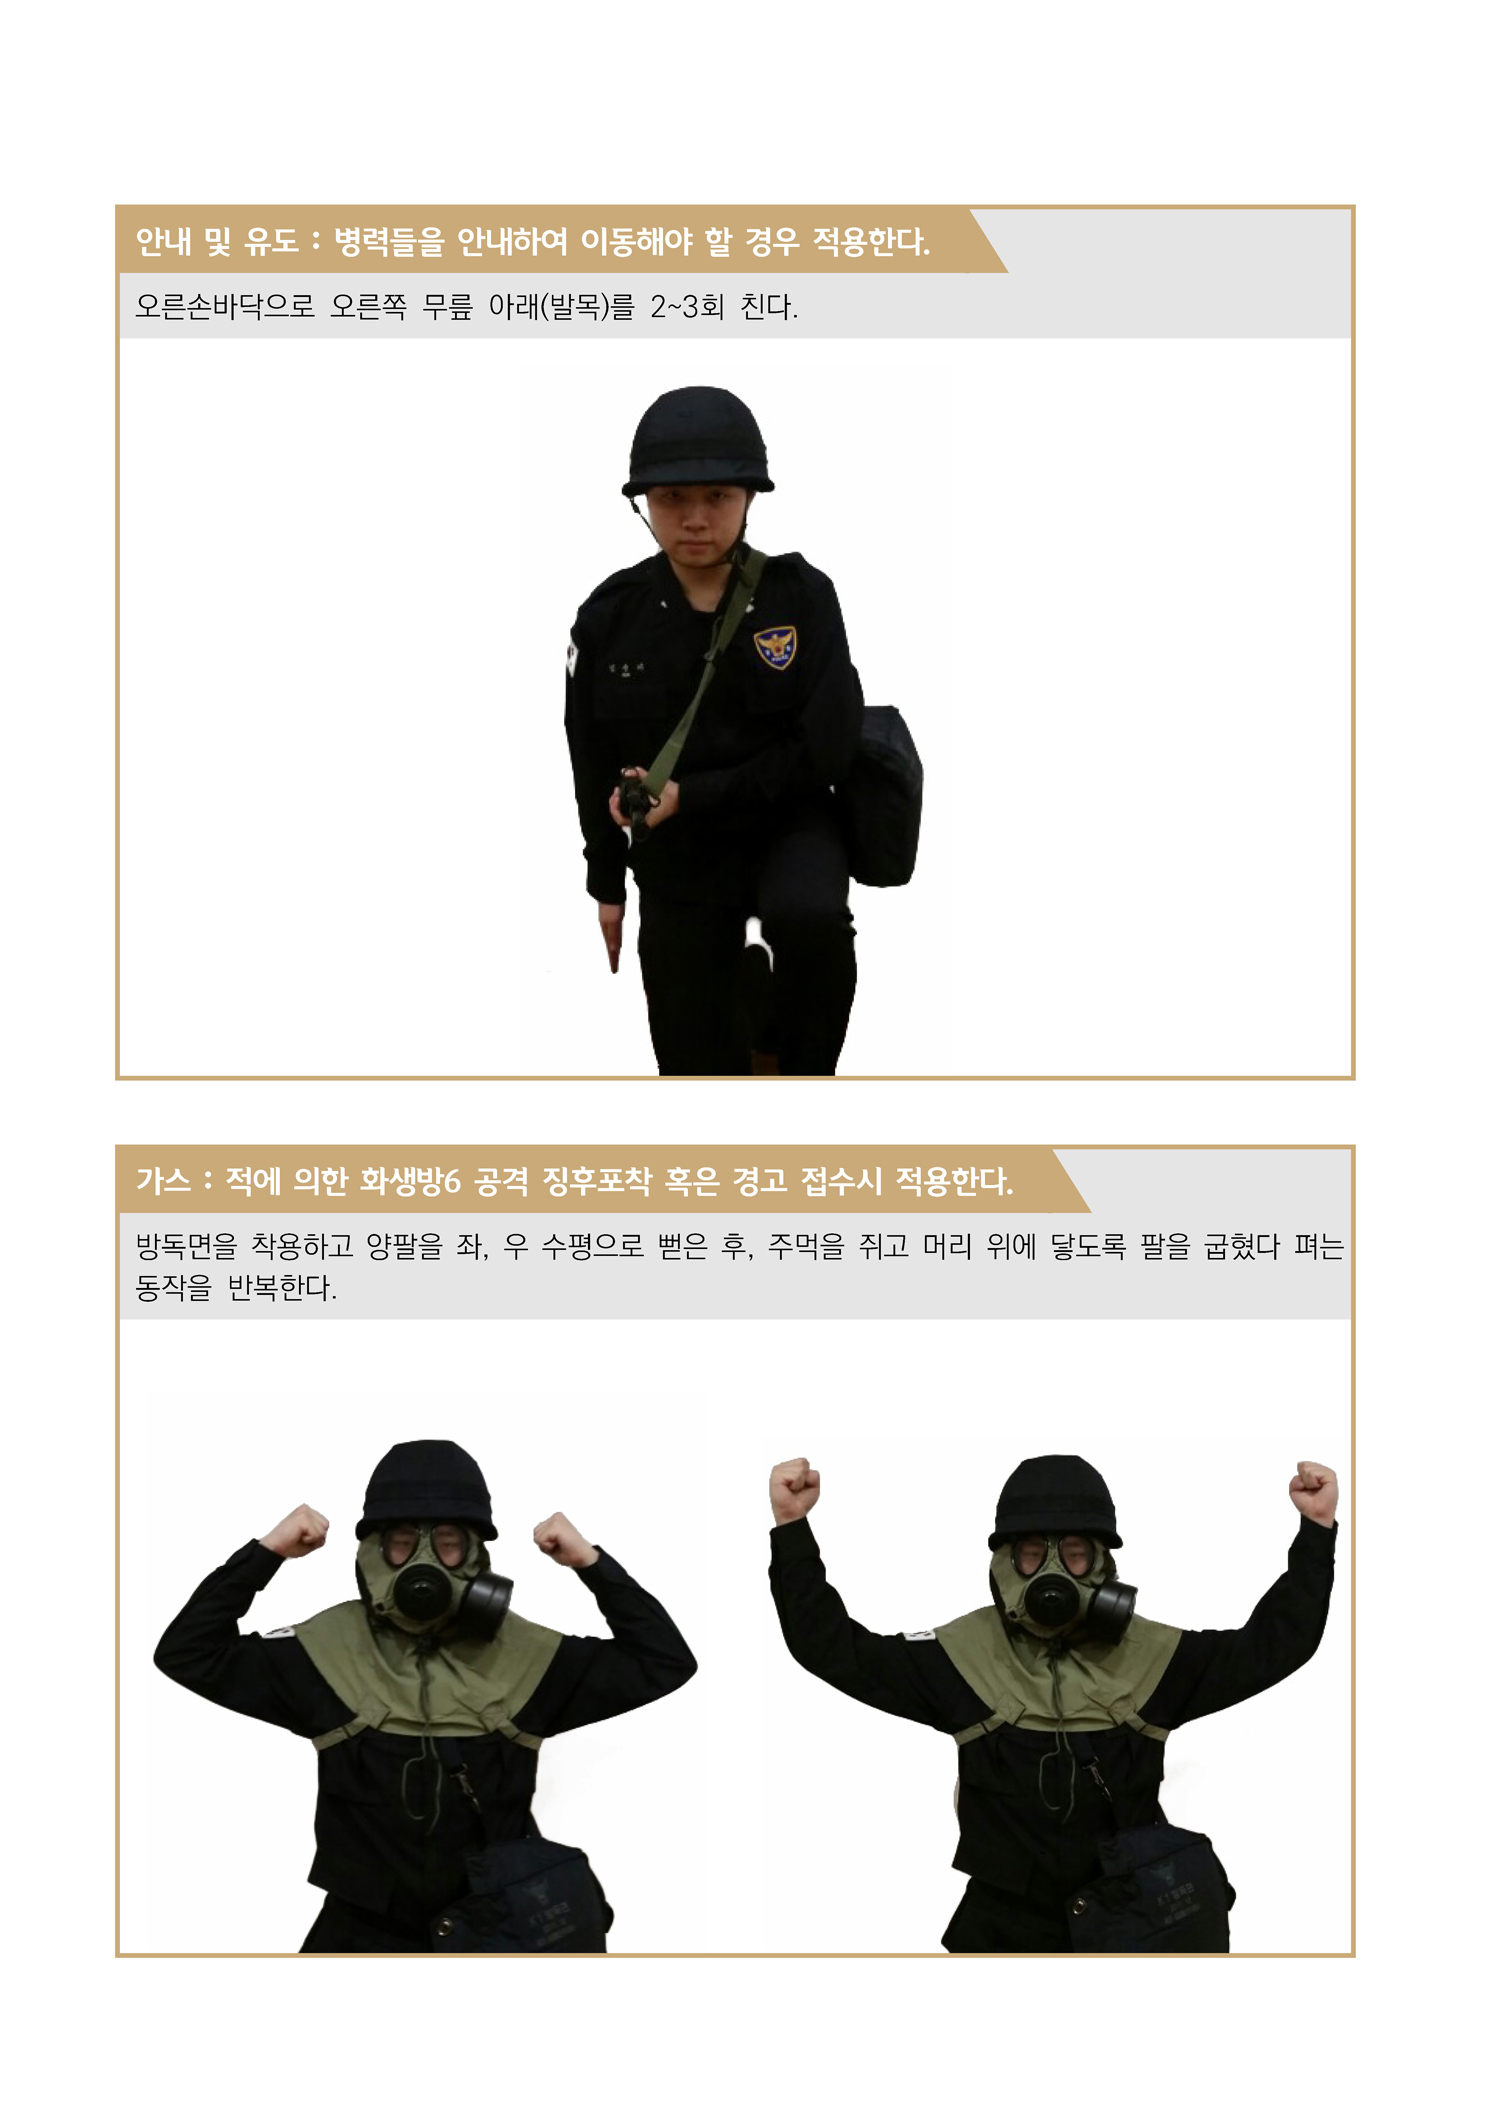 안내 및 유도 : 병력들을 안내하여 이동해야 할 경우 적용한다.
오른손바닥으로 오른쪽 무릎 아래(발목)를 2~3회 친다.
가스 : 적에 의한 화생방6 공격 징후포착 혹은 경고 접수시 적용한다.
방독면을 착용하고 양팔을 좌, 우 수평으로 뻗은 후, 주먹을 쥐고 머리 위에 닿도록 팔을 굽혔다 펴는
동작을 반복한다.